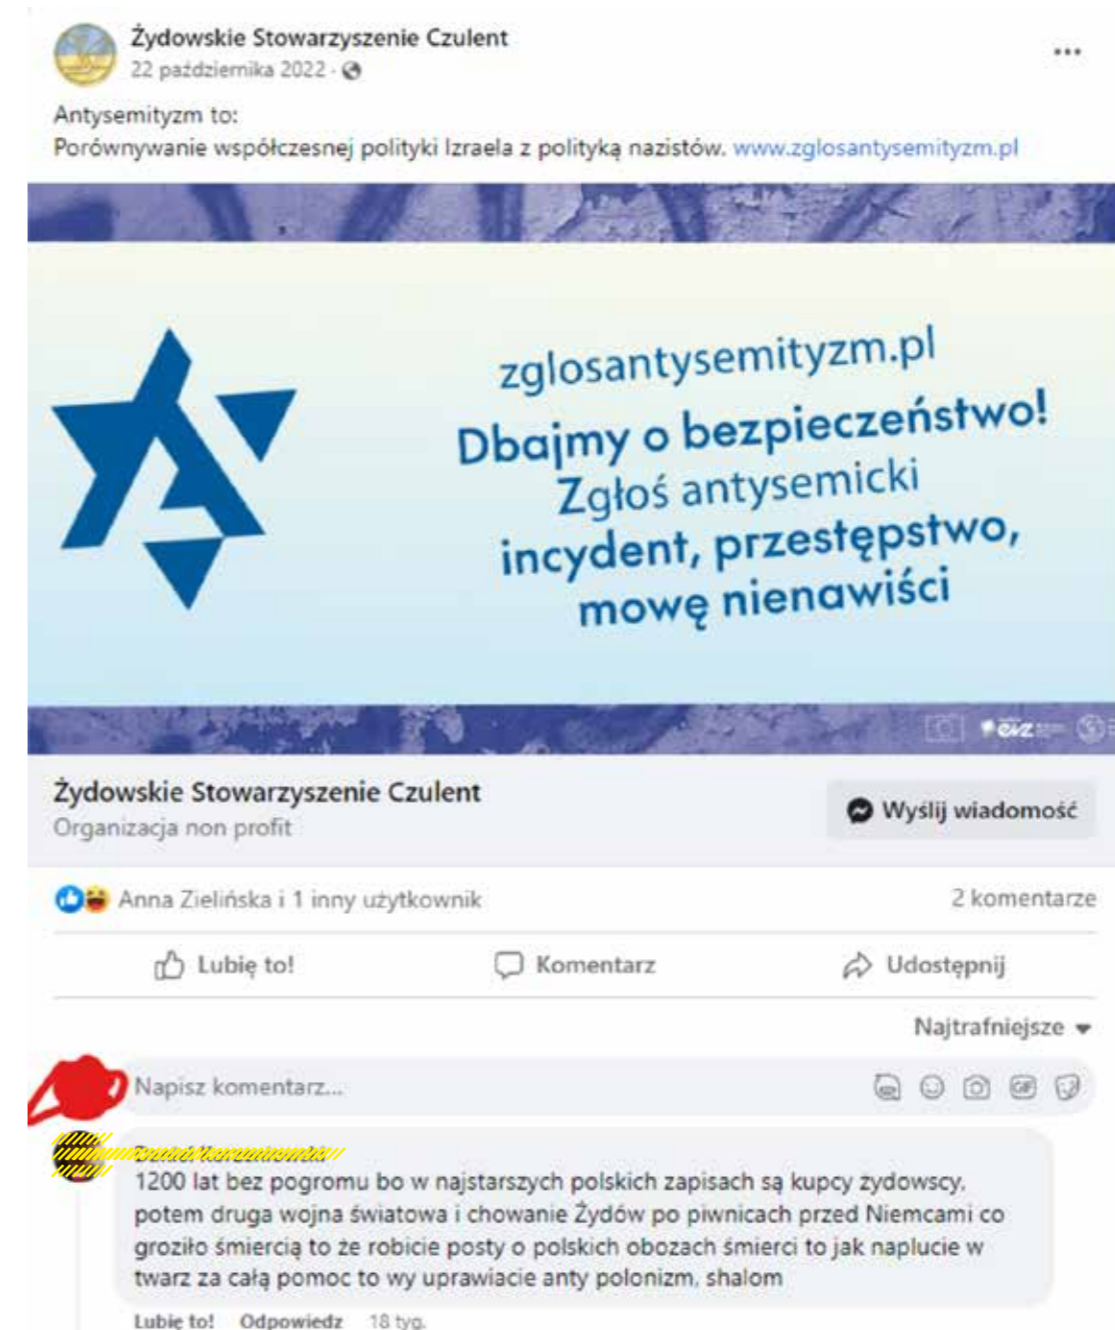 Żydowskie Stowarzyszenie Czulent
22 października 2022 ·
Antysemityzm to:
Porównywanie współczesnej polityki Izraela z polityką nazistów. www.zglosantysemityzm.pl
zglosantysemityzm.pl
Dbajmy o bezpieczeństwo!
Zgłoś antysemicki
incydent, przestępstwo,
mowę nienawiści
evz
Żydowskie Stowarzyszenie Czulent
Organizacja non profit
Wyślij wiadomość
Anna Zielińska i 1 inny użytkownik
2 komentarze
Lubię to!
Komentarz
Udostępnij
Najtrafniejsze
Napisz komentarz...
GIF
1200 lat bez pogromu bo w najstarszych polskich zapisach są kupcy żydowscy.
potem druga wojna światowa i chowanie Żydów po piwnicach przed Niemcami co
groziło śmiercią to że robicie posty o polskich obozach śmierci to jak naplucie w
twarz za całą pomoc to wy uprawiacie anty polonizm. shalom
Lubię to! Odpowiedz 18 tyg.